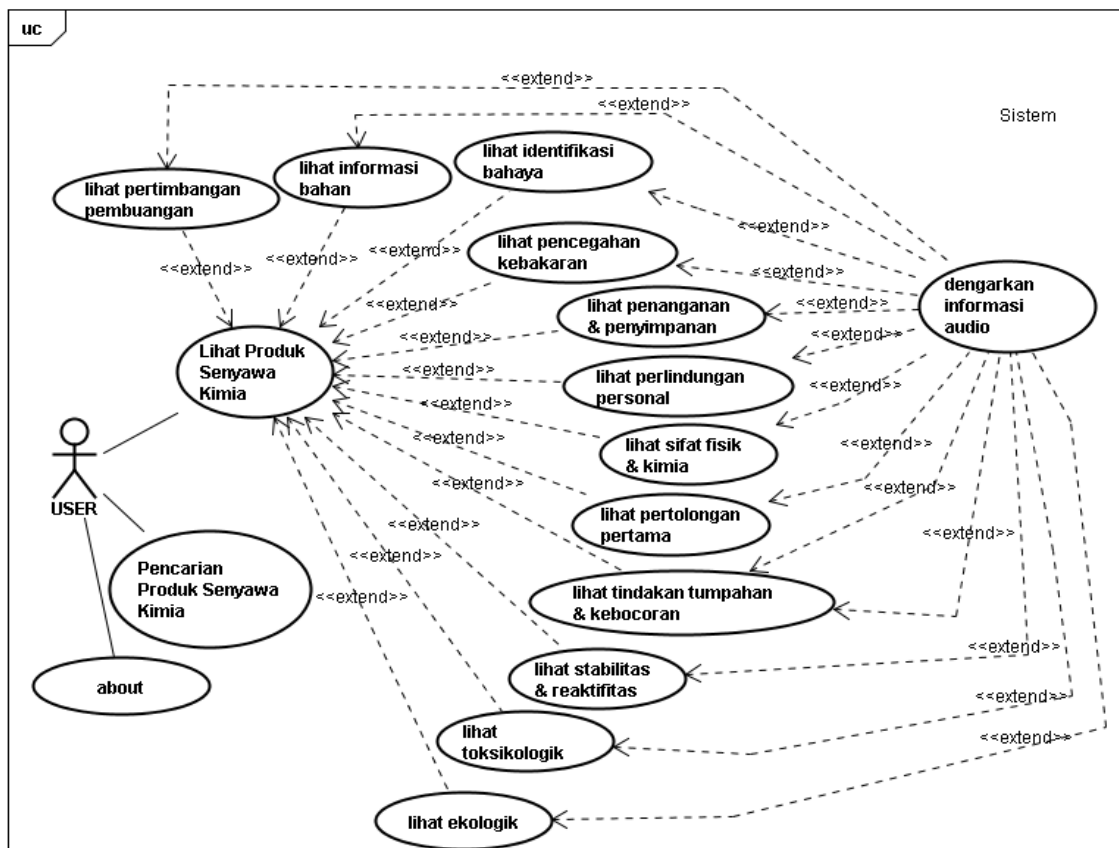 uc
<<extend>>
<<extend>>
Sistem
lihat identifikasi
bahaya
lihat informasi
bahan
lihat pertimbangan
pembuangan
<<extend>>
<<extend>>
lihat pencegahan
kebakaran
<<extend>>
<<extend>>
<<extend>>
dengarkan
informasi
audio
lihat penanganan
& penyimpanan
<<extend>>
<<extend>>
<<extend>>
<<extend>>
Lihat Produk
Senyawa
Kimia
<<extend>>
lihat perlindungan
personal
<<extend>>
<<extend>>
lihat sifat fisik
& kimia
<<extend>>
<<extend>>
<<extend>>
<<extend>>
<<extend>>
USER
lihat pertolongan
pertama
<<extend>>
<<extend>>
<<extend>>
Pencarian
Produk Senyawa
Kimia
lihat tindakan tumpahan
& kebocoran
<<extend>>
<<extend>>
about
lihat stabilitas
& reaktifitas
<<extend>>
lihat
toksikologik
<<extend>>
lihat ekologik